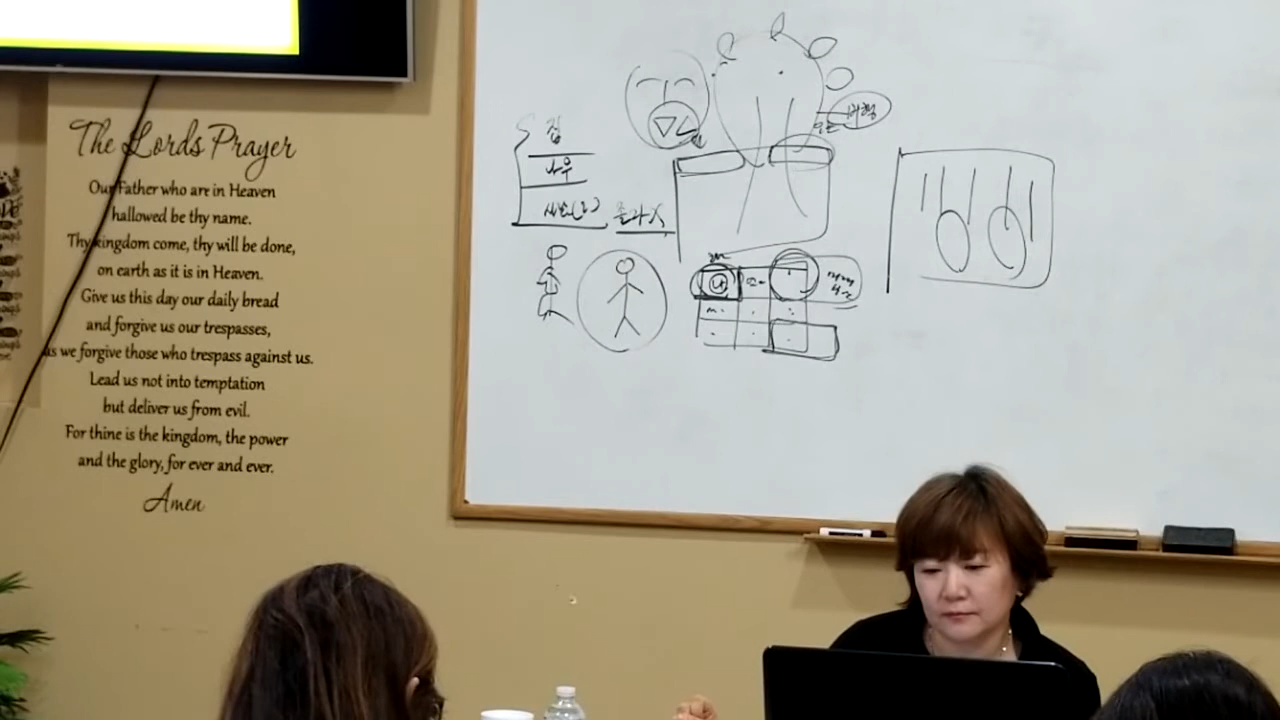 The Lords Prayer
Our Father who are in Heaven
hallowed be thy name.
Thy kingdom come, thy will be done,
on earth as it is in Heaven.
Give us this day our daily bread
and forgive us our trespasses,
as we forgive those who trespass against us.
Lead us not into temptation
but deliver us from evil.
For thine is the kingdom, the power
and the glory, for ever and ever.
Amen
집
나무
사람(2)
나